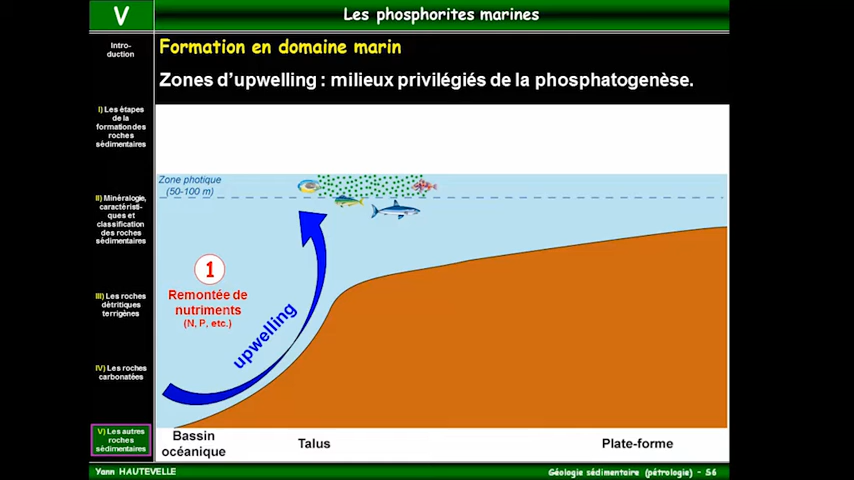 V
Les phosphorites marines
Intro-
duction
I) Les étapes
de la
formation des
roches
sédimentaires
II) Minéralogie,
caractéristi-
ques et
classification
des roches
sédimentaires
III) Les roches
détritiques
terrigènes
IV) Les roches
carbonatées
V) Les autres
roches
sédimentaires
Formation en domaine marin
Zones d'upwelling : milieux privilégiés de la phosphatogenèse.
Zone photique
(50-100 m)
1
Remontée de
nutriments
(N, P, etc.)
upwelling
Bassin
océanique
Talus
Plate-forme
Yann HAUTEVELLE
Géologie sédimentaire (pétrologie) - 56